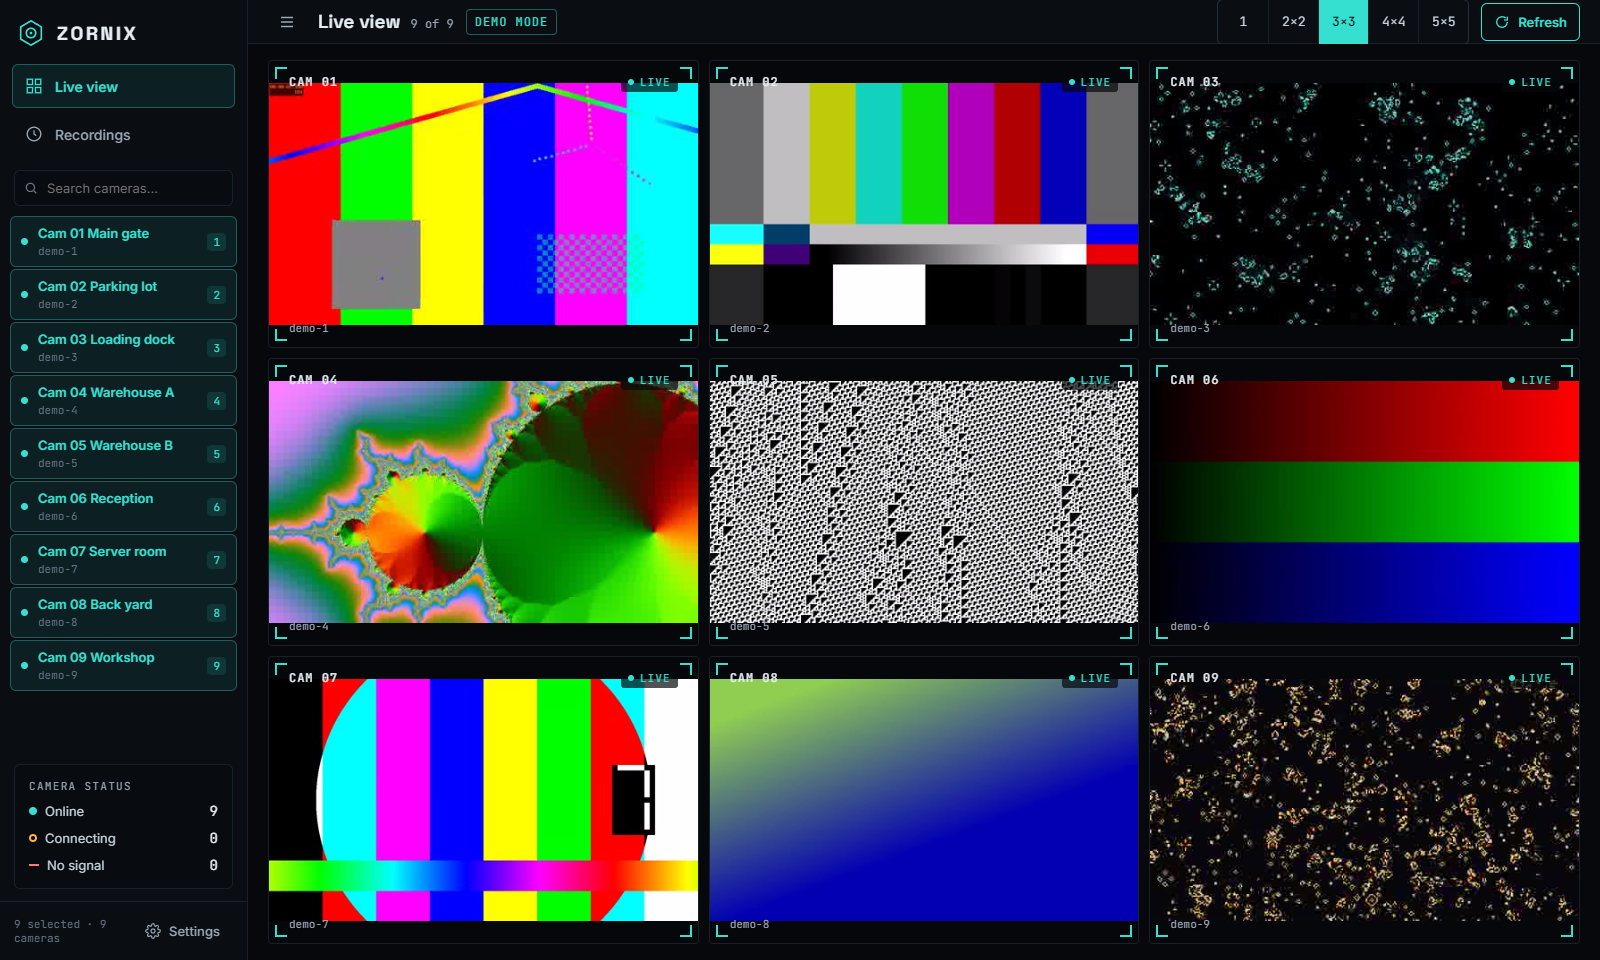 ZORNIX
Live view
Recordings
Search cameras...
Cam 01 Main gate
demo-1
1
Cam 02 Parking lot
demo-2
2
Cam 03 Loading dock
demo-3
3
Cam 04 Warehouse A
demo-4
4
Cam 05 Warehouse B
demo-5
5
Cam 06 Reception
demo-6
6
Cam 07 Server room
demo-7
7
Cam 08 Back yard
demo-8
8
Cam 09 Workshop
demo-9
9
CAMERA STATUS
Online 9
Connecting 0
No signal 0
9 selected · 9
cameras
Settings
Live view 9 of 9 DEMO MODE
1 2×2 3×3 4×4 5×5 Refresh
CAM 01 LIVE
demo-1
CAM 02 LIVE
demo-2
CAM 03 LIVE
demo-3
CAM 04 LIVE
demo-4
CAM 05 LIVE
demo-5
CAM 06 LIVE
demo-6
CAM 07 LIVE
demo-7
CAM 08 LIVE
demo-8
CAM 09 LIVE
demo-9